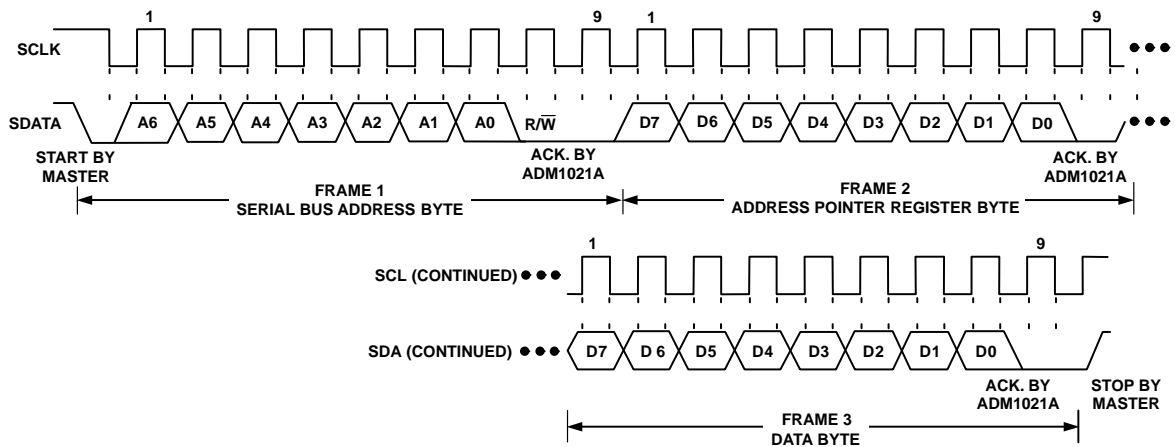 1 9 1 9
SCLK
SDATA A6 A5 A4 A3 A2 A1 A0 R/W̅ D7 D6 D5 D4 D3 D2 D1 D0
START BY MASTER
ACK. BY ADM1021A
ACK. BY ADM1021A
FRAME 1
SERIAL BUS ADDRESS BYTE
FRAME 2
ADDRESS POINTER REGISTER BYTE
1 9
SCL (CONTINUED)
SDA (CONTINUED) D7 D 6 D5 D4 D3 D2 D1 D0
ACK. BY ADM1021A
STOP BY MASTER
FRAME 3
DATA BYTE